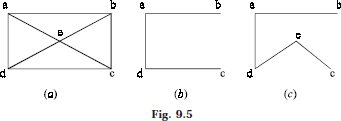 a b a b a b
e e
d c d c d c
(a) (b) (c)
Fig. 9.5